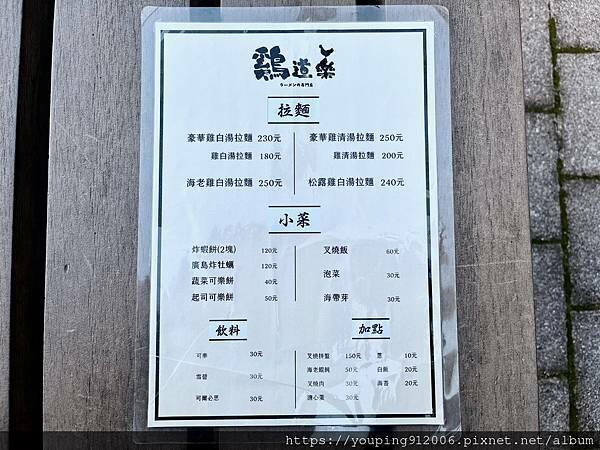 鶏道樂
ラーメンの専門店
拉麵
豪華雞白湯拉麵 230元
雞白湯拉麵 180元
海老雞白湯拉麵 250元
豪華雞清湯拉麵 250元
雞清湯拉麵 200元
松露雞白湯拉麵 240元
小菜
炸蝦餅(2塊) 120元
廣島炸牡蠣 120元
蔬菜可樂餅 40元
起司可樂餅 50元
叉燒飯 60元
泡菜 30元
海帶芽 30元
飲料
可樂 30元
雪碧 30元
可爾必思 30元
加點
叉燒拼盤 150元
海老餛飩 50元
叉燒肉 30元
溏心蛋 30元
蔥 10元
白飯 20元
海苔 20元
https://youping912006.pixnet.net/album